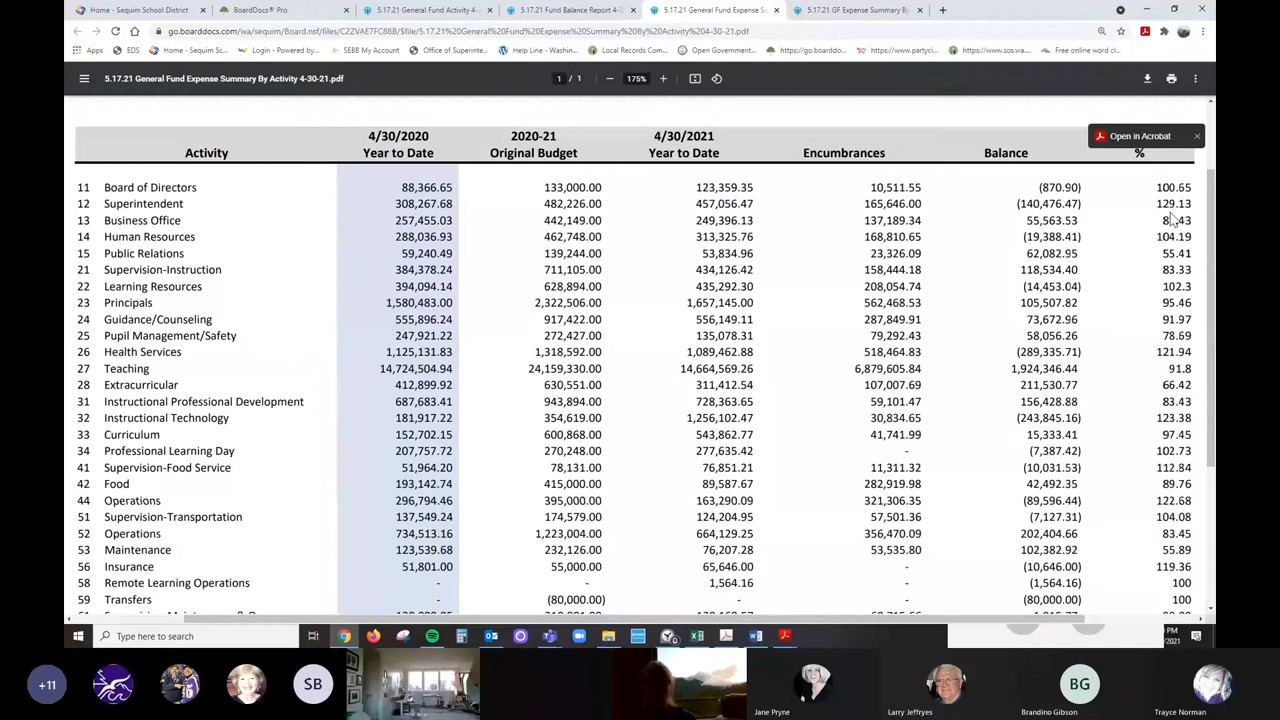 Home - Sequim School District
BoardDocs® Pro
5.17.21 General Fund Activity 4-
5.17.21 Fund Balance Report 4-3
5.17.21 General Fund Expense S
5.17.21 GF Expense Summary By
go.boarddocs.com/wa/sequim/Board.nsf/files/C2ZVAE7FC88B/$file/5.17.21%20General%20Fund%20Expense%20Summary%20By%20Activity%204-30-21.pdf
Apps EDS Home - Sequim Sc... Login - Powered by... SEBB My Account Office of Superinte... Help Line - Washin... Local Records Com... Open Government... https://go.boarddo... https://www.partyci... https://www.sos.wa... Free online word cl...
5.17.21 General Fund Expense Summary By Activity 4-30-21.pdf 1 / 1 175%
Open in Acrobat
4/30/2020 2020-21 4/30/2021
Activity Year to Date Original Budget Year to Date Encumbrances Balance %
11 Board of Directors 88,366.65 133,000.00 123,359.35 10,511.55 (870.90) 100.65
12 Superintendent 308,267.68 482,226.00 457,056.47 165,646.00 (140,476.47) 129.13
13 Business Office 257,455.03 442,149.00 249,396.13 137,189.34 55,563.53
14 Human Resources 288,036.93 462,748.00 313,325.76 168,810.65 (19,388.41) 104.19
15 Public Relations 59,240.49 139,244.00 53,834.96 23,326.09 62,082.95 55.41
21 Supervision-Instruction 384,378.24 711,105.00 434,126.42 158,444.18 118,534.40 83.33
22 Learning Resources 394,094.14 628,894.00 435,292.30 208,054.74 (14,453.04) 102.3
23 Principals 1,580,483.00 2,322,506.00 1,657,145.00 562,468.53 105,507.82 95.46
24 Guidance/Counseling 555,896.24 917,422.00 556,149.11 287,849.91 73,672.96 91.97
25 Pupil Management/Safety 247,921.22 272,427.00 135,078.31 79,292.43 58,056.26 78.69
26 Health Services 1,125,131.83 1,318,592.00 1,089,462.88 518,464.83 (289,335.71) 121.94
27 Teaching 14,724,504.94 24,159,330.00 14,664,569.26 6,879,605.84 1,924,346.44 91.8
28 Extracurricular 412,899.92 630,551.00 311,412.54 107,007.69 211,530.77 66.42
31 Instructional Professional Development 687,683.41 943,894.00 728,363.65 59,101.47 156,428.88 83.43
32 Instructional Technology 181,917.22 354,619.00 1,256,102.47 30,834.65 (243,845.16) 123.38
33 Curriculum 152,702.15 600,868.00 543,862.77 41,741.99 15,333.41 97.45
34 Professional Learning Day 207,757.72 270,248.00 277,635.42 - (7,387.42) 102.73
41 Supervision-Food Service 51,964.20 78,131.00 76,851.21 11,311.32 (10,031.53) 112.84
42 Food 193,142.74 415,000.00 89,587.67 282,919.98 42,492.35 89.76
44 Operations 296,794.46 395,000.00 163,290.09 321,306.35 (89,596.44) 122.68
51 Supervision-Transportation 137,549.24 174,579.00 124,204.95 57,501.36 (7,127.31) 104.08
52 Operations 734,513.16 1,223,004.00 664,129.25 356,470.09 202,404.66 83.45
53 Maintenance 123,539.68 232,126.00 76,207.28 53,535.80 102,382.92 55.89
56 Insurance 51,801.00 55,000.00 65,646.00 - (10,646.00) 119.36
58 Remote Learning Operations - - 1,564.16 - (1,564.16) 100
59 Transfers - (80,000.00) - - (80,000.00) 100
Type here to search
+11
SB
Jane Pryne
Larry Jeffryes
BG
Brandino Gibson
Trayce Norman